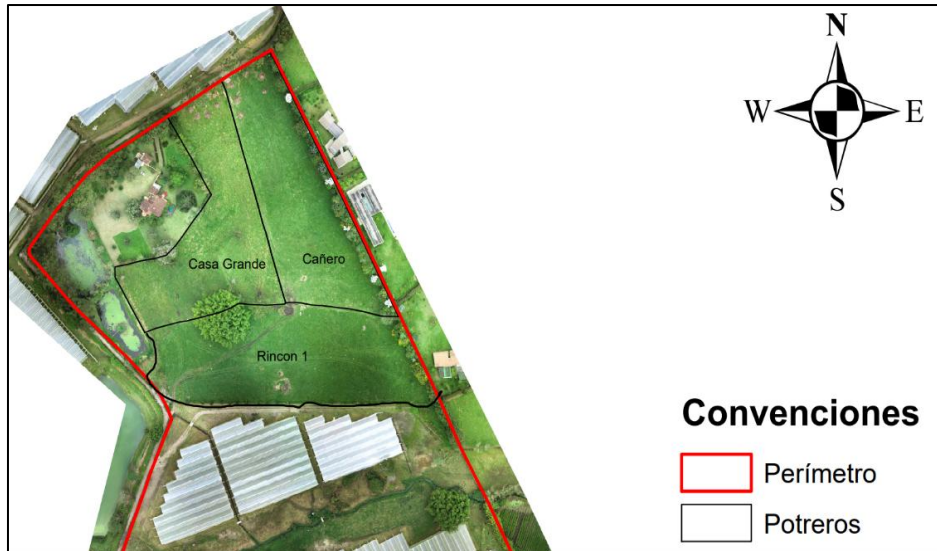 N
W E
S
Casa Grande
Cañero
Rincon 1
Convenciones
Perímetro
Potreros